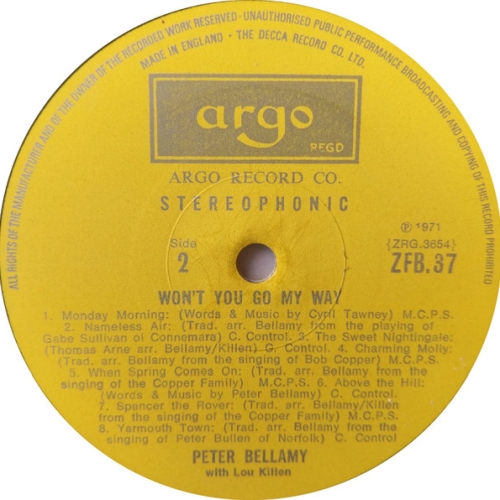 ALL RIGHTS OF THE MANUFACTURER AND OF THE OWNER OF THE RECORDED WORK RESERVED · UNAUTHORISED PUBLIC PERFORMANCE BROADCASTING AND COPYING OF THIS RECORD PROHIBITED
MADE IN ENGLAND · THE DECCA RECORD CO. LTD.
argo
REGD
ARGO RECORD CO.
STEREOPHONIC
℗ 1971
Side
2
{ZRG.3654}
ZFB.37
WON'T YOU GO MY WAY
1. Monday Morning: (Words & Music by Cyril Tawney) M.C.P.S.
2. Nameless Air: (Trad. arr. Bellamy from the playing of
Gabe Sullivan of Connemara) C. Control. 3. The Sweet Nightingale:
(Thomas Arne arr. Bellamy/Killen) C. Control. 4. Charming Molly:
(Trad. arr. Bellamy from the singing of Bob Copper) M.C.P.S.
5. When Spring Comes On: (Trad. arr. Bellamy from the
singing of the Copper Family) M.C.P.S. 6. Above the Hill:
(Words & Music by Peter Bellamy) C. Control.
7. Spencer the Rover: (Trad. arr. Bellamy/Killen
from the singing of the Copper Family) M.C.P.S.
8. Yarmouth Town: (Trad. arr. Bellamy from the
singing of Peter Bullen of Norfolk) C. Control
PETER BELLAMY
with Lou Killen